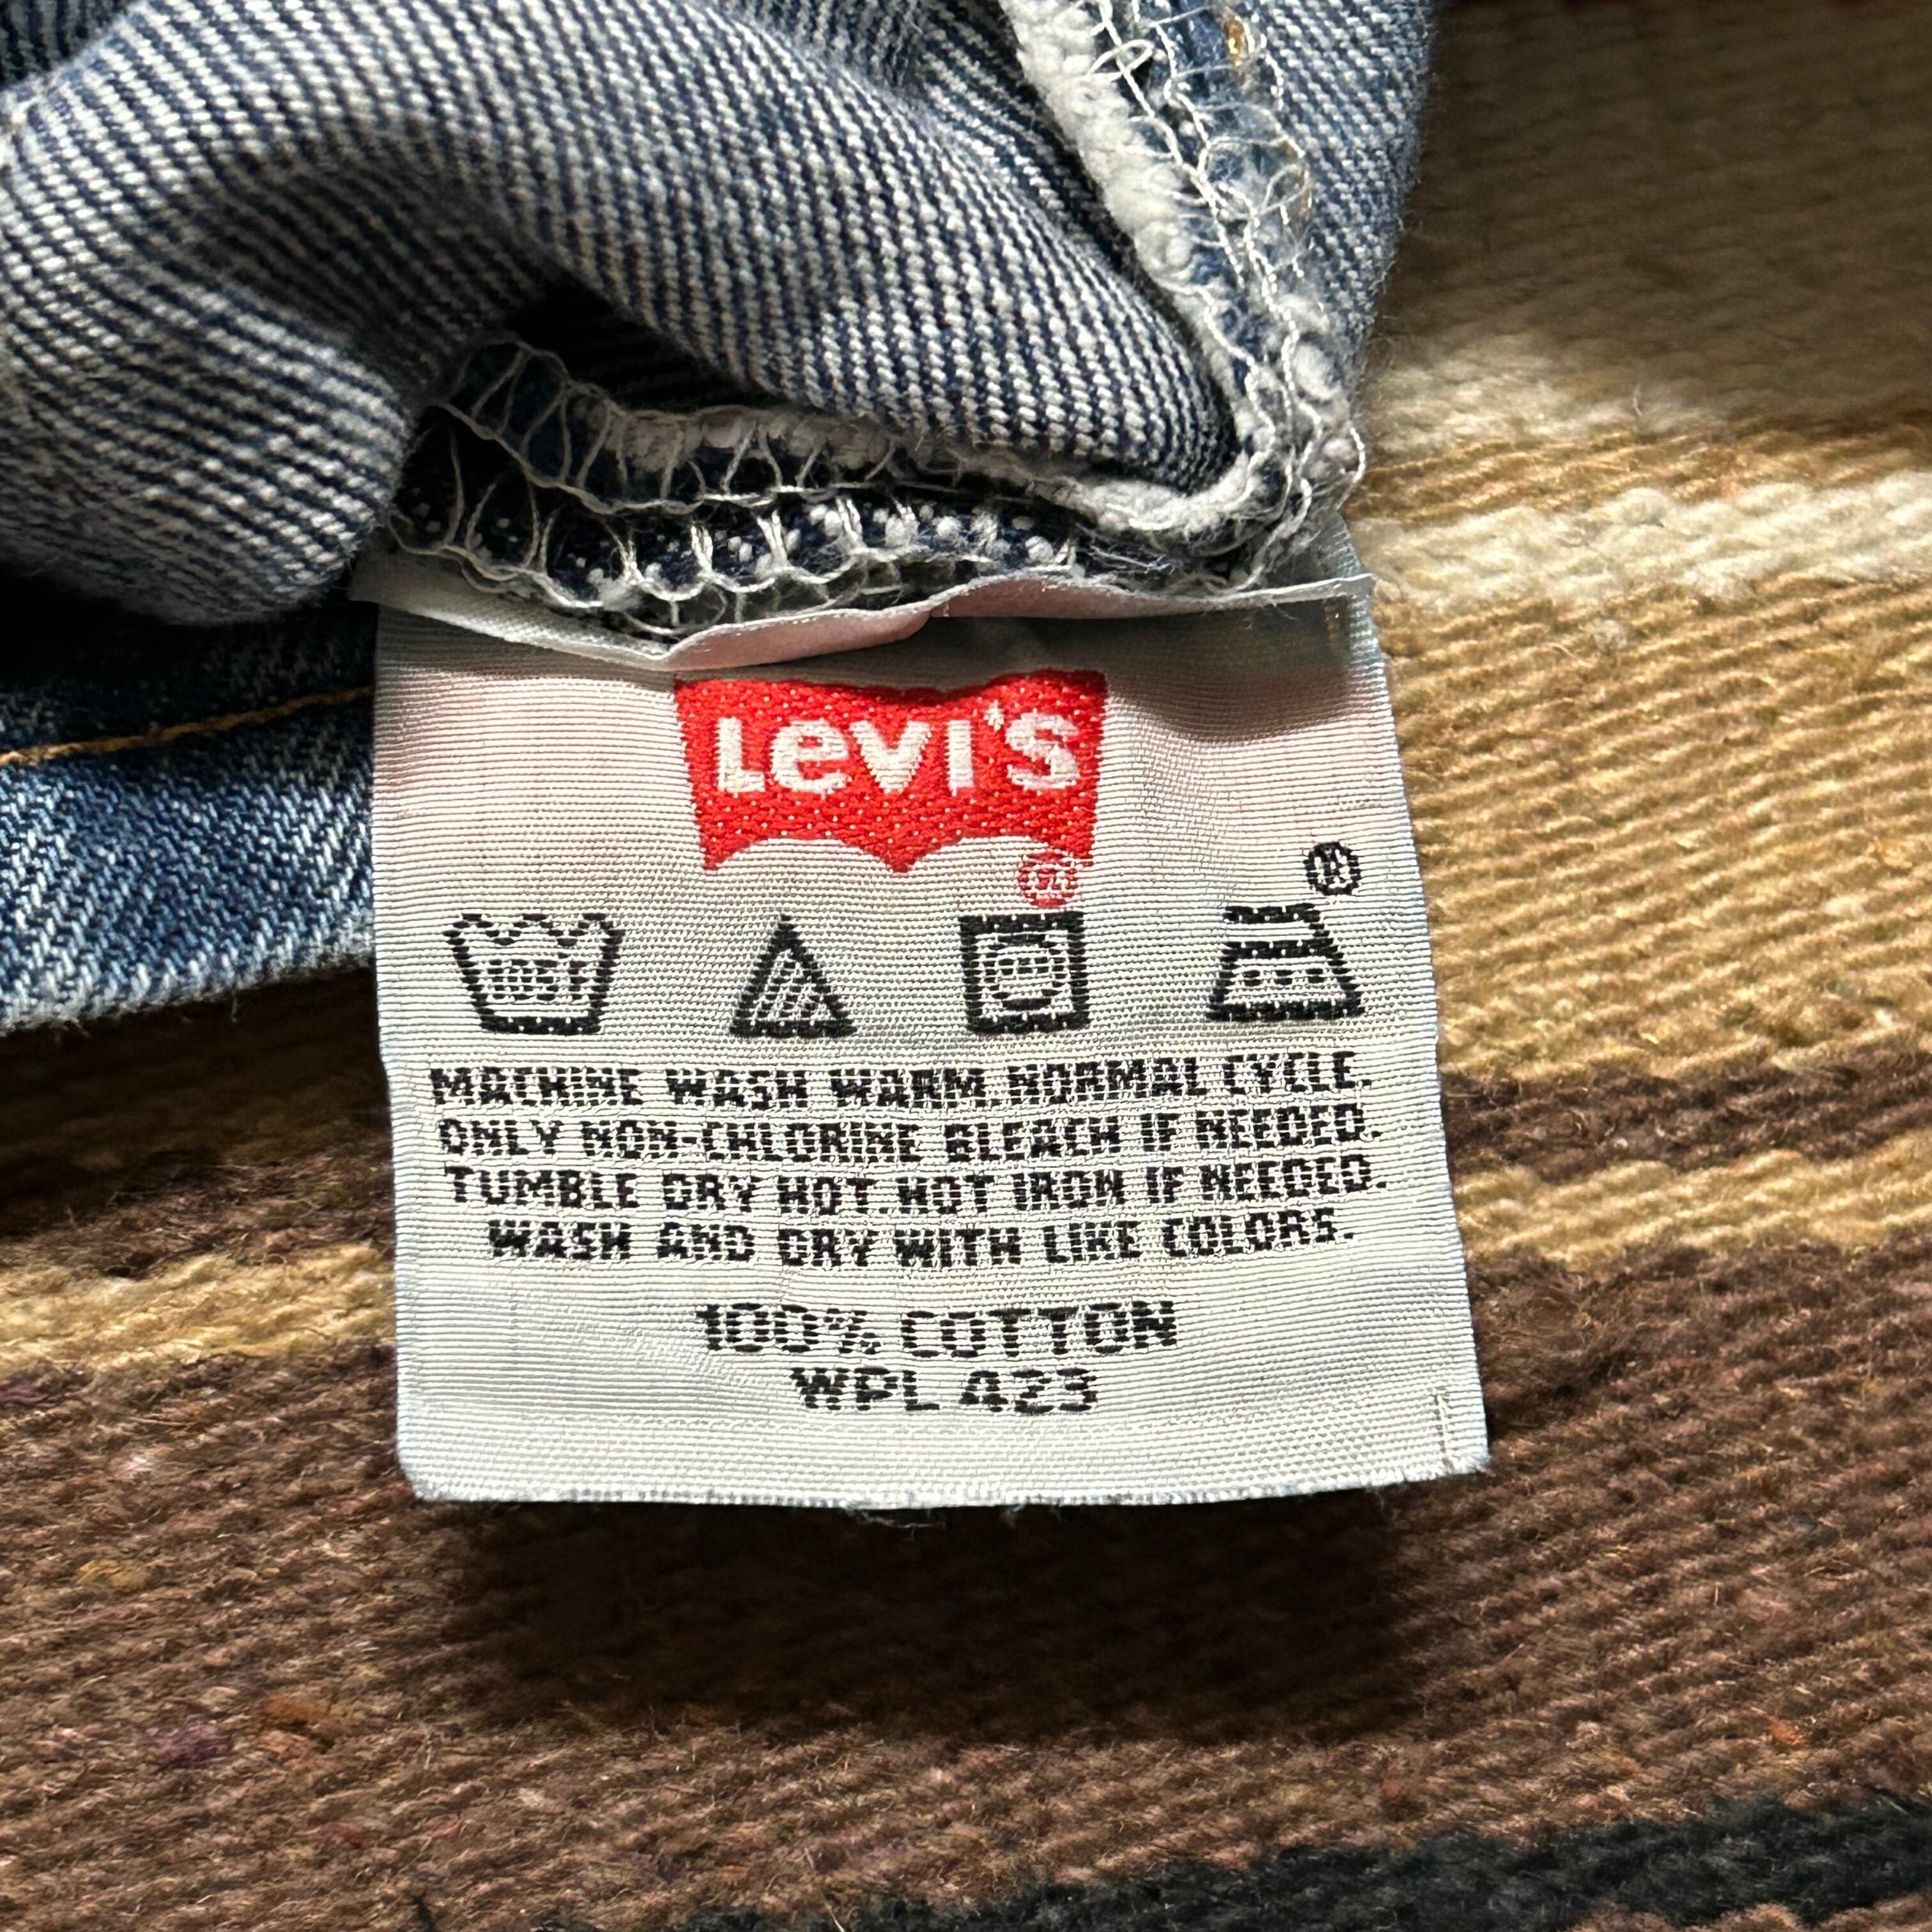 LEVI'S
®
®
105F
MACHINE WASH WARM. NORMAL CYCLE.
ONLY NON-CHLORINE BLEACH IF NEEDED.
TUMBLE DRY HOT. HOT IRON IF NEEDED.
WASH AND DRY WITH LIKE COLORS.
100% COTTON
WPL 423